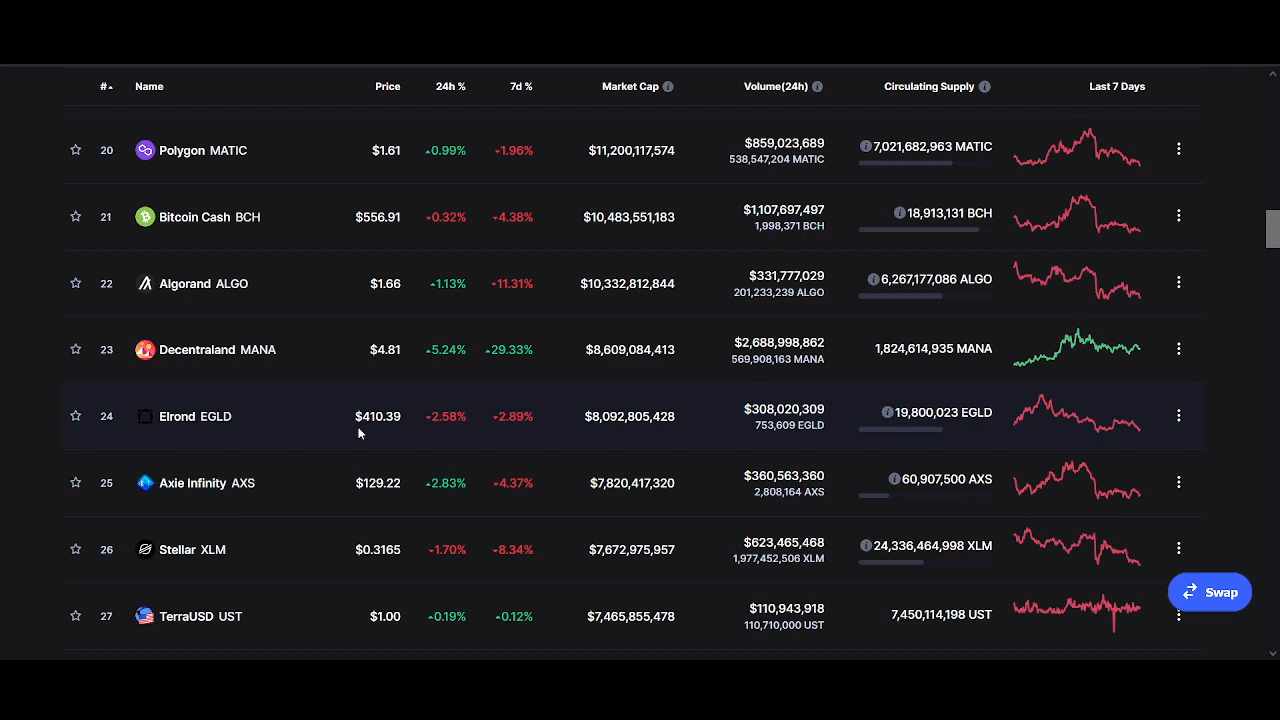 # Name Price 24h % 7d % Market Cap Volume(24h) Circulating Supply Last 7 Days
20 Polygon MATIC $1.61 0.99% 1.96% $11,200,117,574 $859,023,689 7,021,682,963 MATIC
538,547,204 MATIC
21 Bitcoin Cash BCH $556.91 0.32% 4.38% $10,483,551,183 $1,107,697,497 18,913,131 BCH
1,998,371 BCH
22 Algorand ALGO $1.66 1.13% 11.31% $10,332,812,844 $331,777,029 6,267,177,086 ALGO
201,233,239 ALGO
23 Decentraland MANA $4.81 5.24% 29.33% $8,609,084,413 $2,688,998,862 1,824,614,935 MANA
569,908,163 MANA
24 Elrond EGLD $410.39 2.58% 2.89% $8,092,805,428 $308,020,309 19,800,023 EGLD
753,609 EGLD
25 Axie Infinity AXS $129.22 2.83% 4.37% $7,820,417,320 $360,563,360 60,907,500 AXS
2,808,164 AXS
26 Stellar XLM $0.3165 1.70% 8.34% $7,672,975,957 $623,465,468 24,336,464,998 XLM
1,977,452,506 XLM
27 TerraUSD UST $1.00 0.19% 0.12% $7,465,855,478 $110,943,918 7,450,114,198 UST
110,710,000 UST
Swap